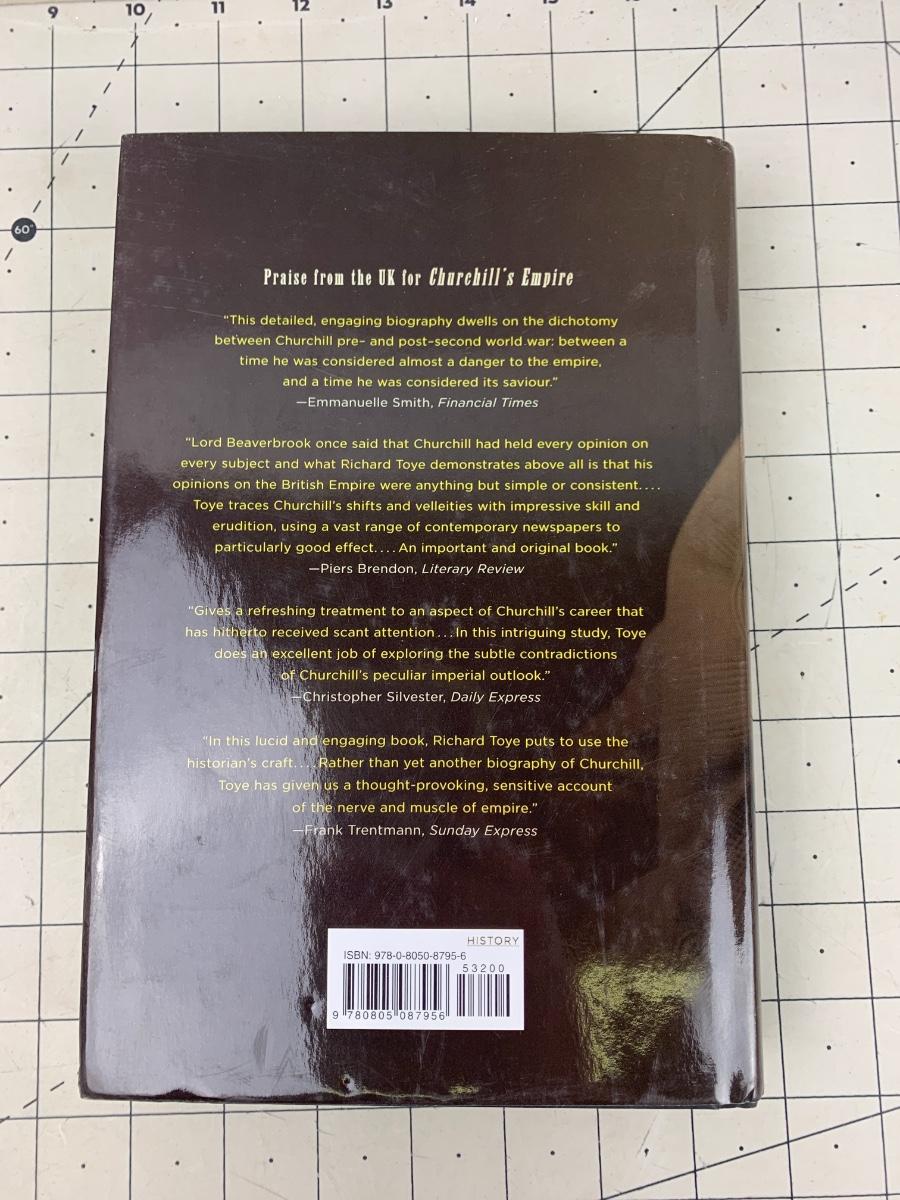 9 10 11 12 13 14 15
60°
Praise from the UK for Churchill's Empire
“This detailed, engaging biography dwells on the dichotomy
between Churchill pre– and post–second world war: between a
time he was considered almost a danger to the empire,
and a time he was considered its saviour.”
—Emmanuelle Smith, Financial Times
“Lord Beaverbrook once said that Churchill had held every opinion on
every subject and what Richard Toye demonstrates above all is that his
opinions on the British Empire were anything but simple or consistent....
Toye traces Churchill's shifts and velleities with impressive skill and
erudition, using a vast range of contemporary newspapers to
particularly good effect.... An important and original book.”
—Piers Brendon, Literary Review
“Gives a refreshing treatment to an aspect of Churchill's career that
has hitherto received scant attention ... In this intriguing study, Toye
does an excellent job of exploring the subtle contradictions
of Churchill's peculiar imperial outlook.”
—Christopher Silvester, Daily Express
“In this lucid and engaging book, Richard Toye puts to use the
historian's craft.... Rather than yet another biography of Churchill,
Toye has given us a thought-provoking, sensitive account
of the nerve and muscle of empire.”
—Frank Trentmann, Sunday Express
HISTORY
ISBN: 978-0-8050-8795-6
53200
9 780805 087956